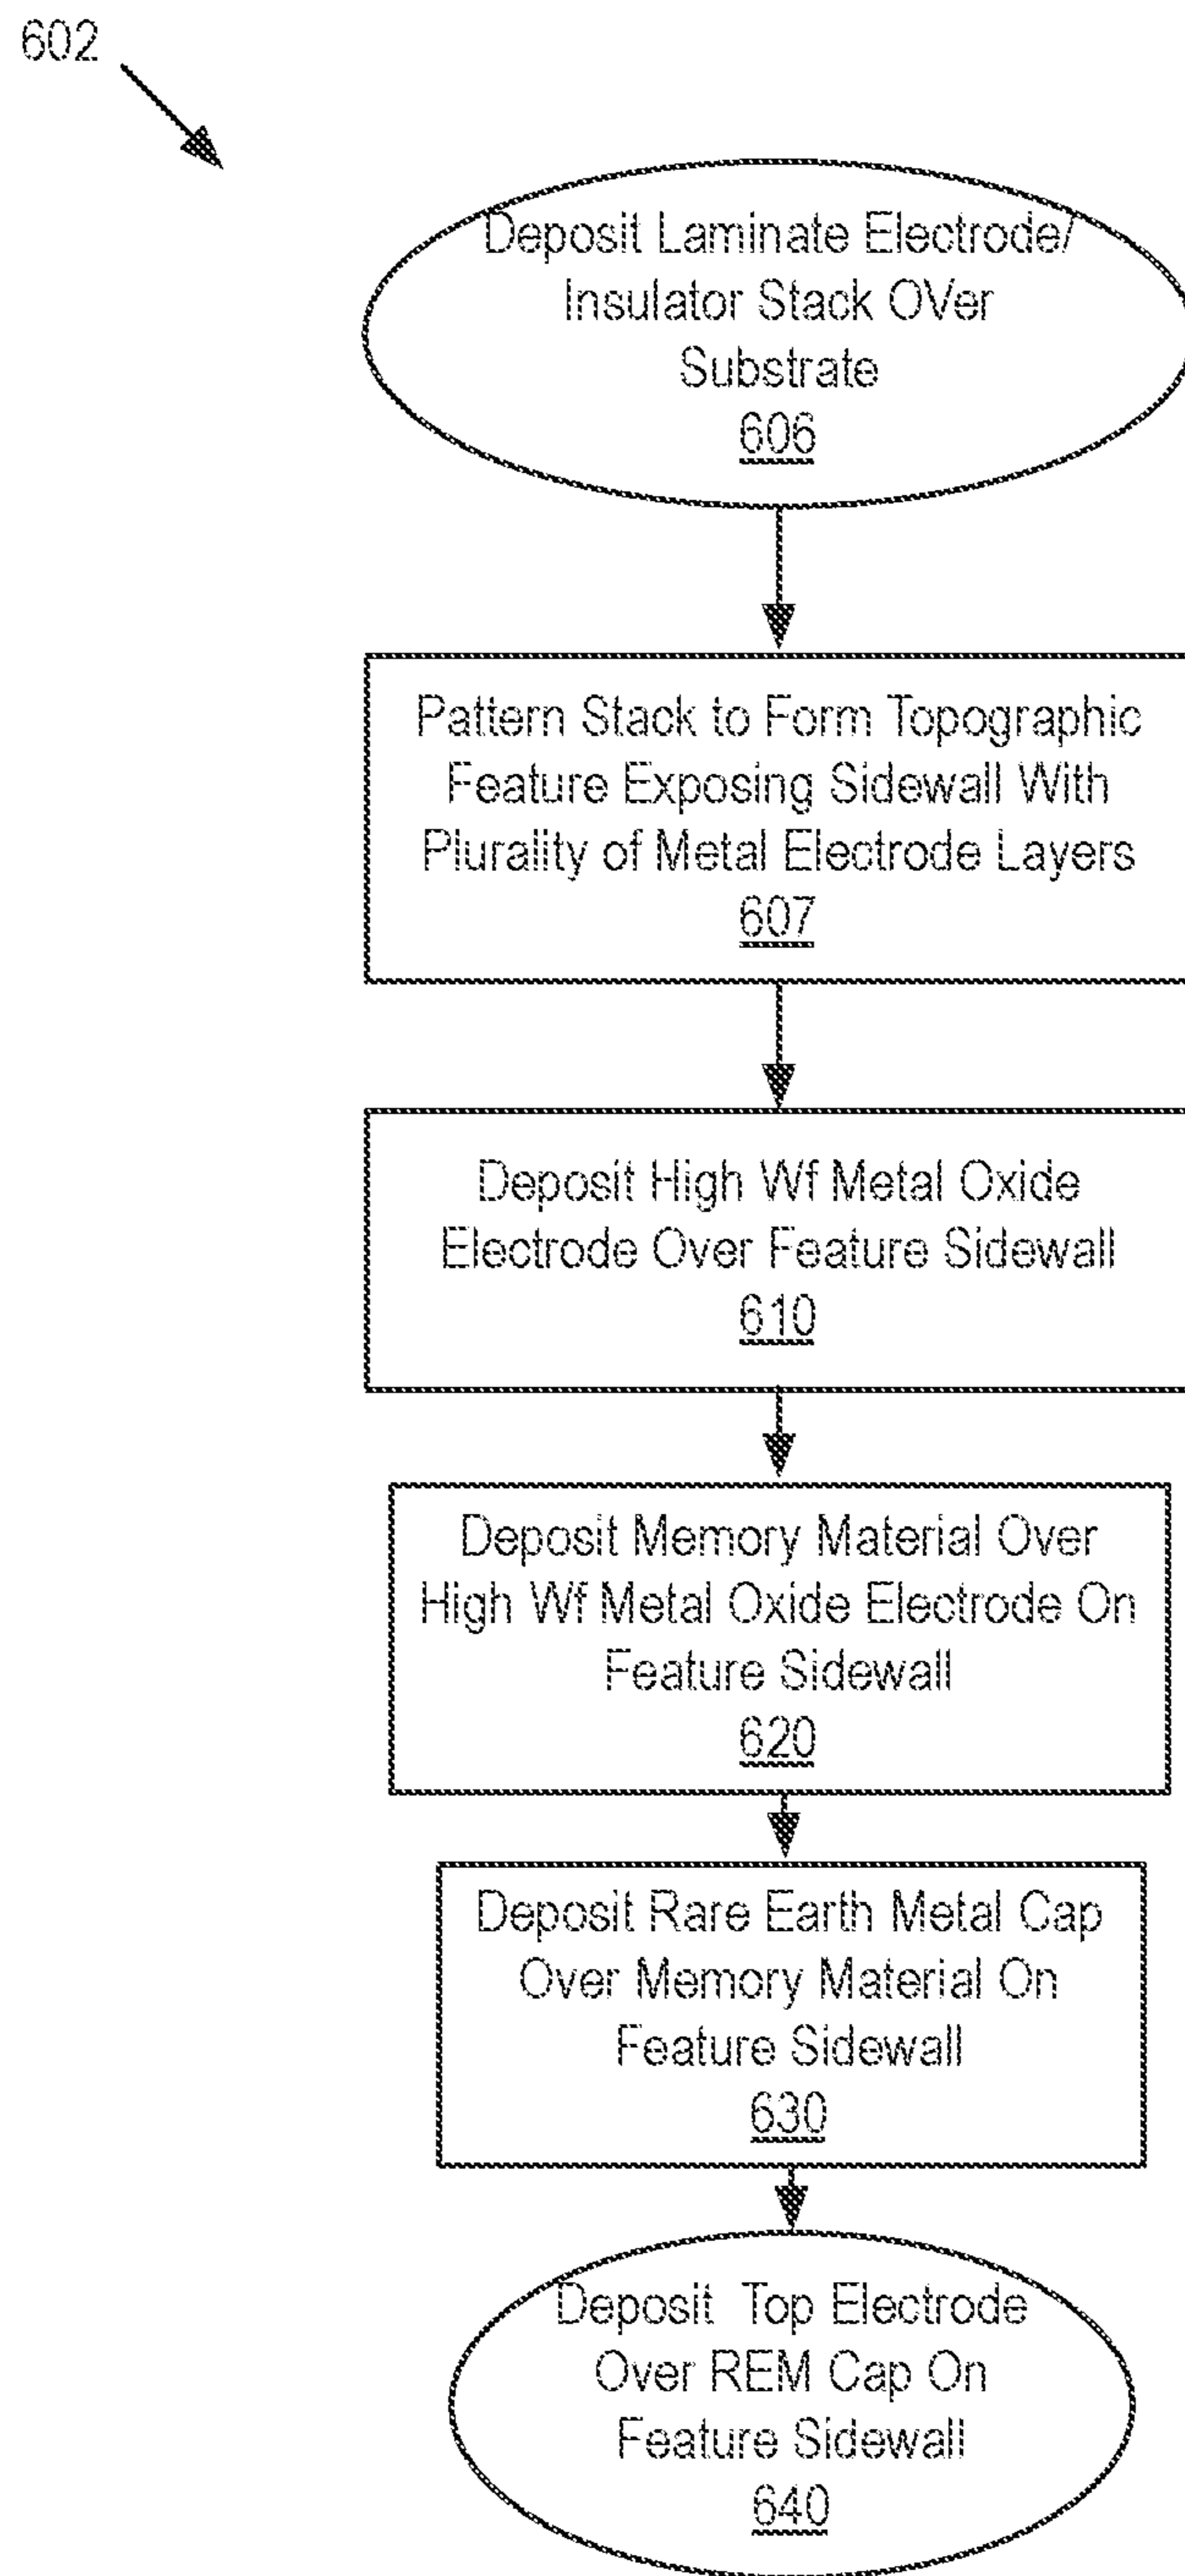 602
Deposit Laminate Electrode/
Insulator Stack OVer
Substrate
606
Pattern Stack to Form Topographic
Feature Exposing Sidewall With
Plurality of Metal Electrode Layers
607
Deposit High Wf Metal Oxide
Electrode Over Feature Sidewall
610
Deposit Memory Material Over
High Wf Metal Oxide Electrode On
Feature Sidewall
620
Deposit Rare Earth Metal Cap
Over Memory Material On
Feature Sidewall
630
Deposit Top Electrode
Over REM Cap On
Feature Sidewall
640